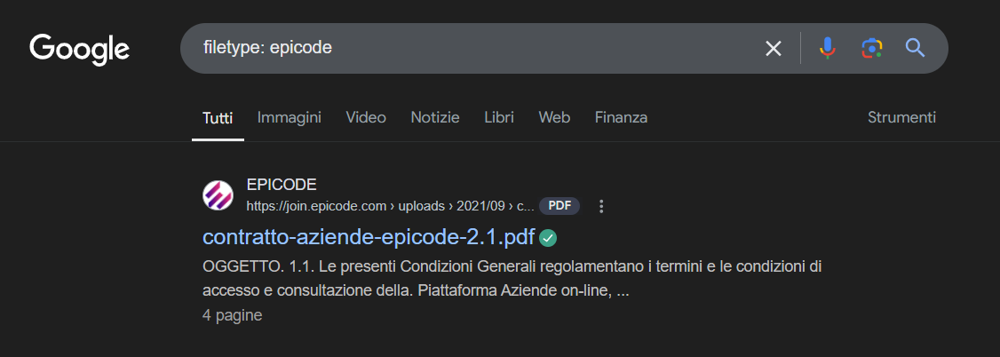 Google
filetype: epicode
Tutti Immagini Video Notizie Libri Web Finanza Strumenti
EPICODE
https://join.epicode.com › uploads › 2021/09 › c... PDF
contratto-aziende-epicode-2.1.pdf
OGGETTO. 1.1. Le presenti Condizioni Generali regolamentano i termini e le condizioni di
accesso e consultazione della. Piattaforma Aziende on-line, ...
4 pagine